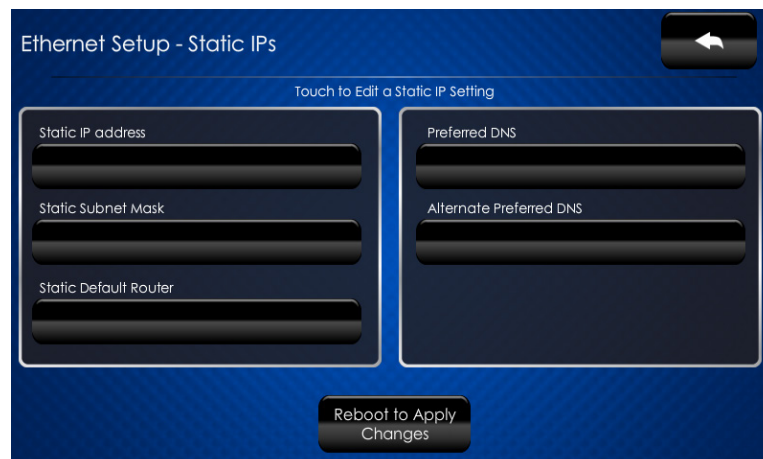 Ethernet Setup - Static IPs
Touch to Edit a Static IP Setting
Static IP address
Static Subnet Mask
Static Default Router
Preferred DNS
Alternate Preferred DNS
Reboot to Apply
Changes